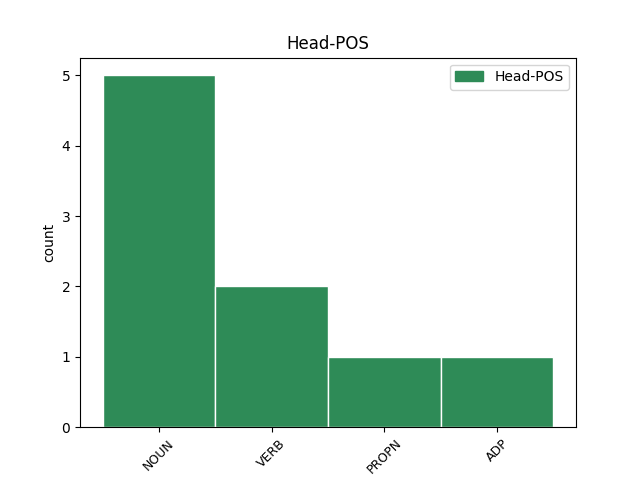 Head-POS
Head-POS
5
4
3
2
1
0
count
NOUN
VERB
PROPN
ADP